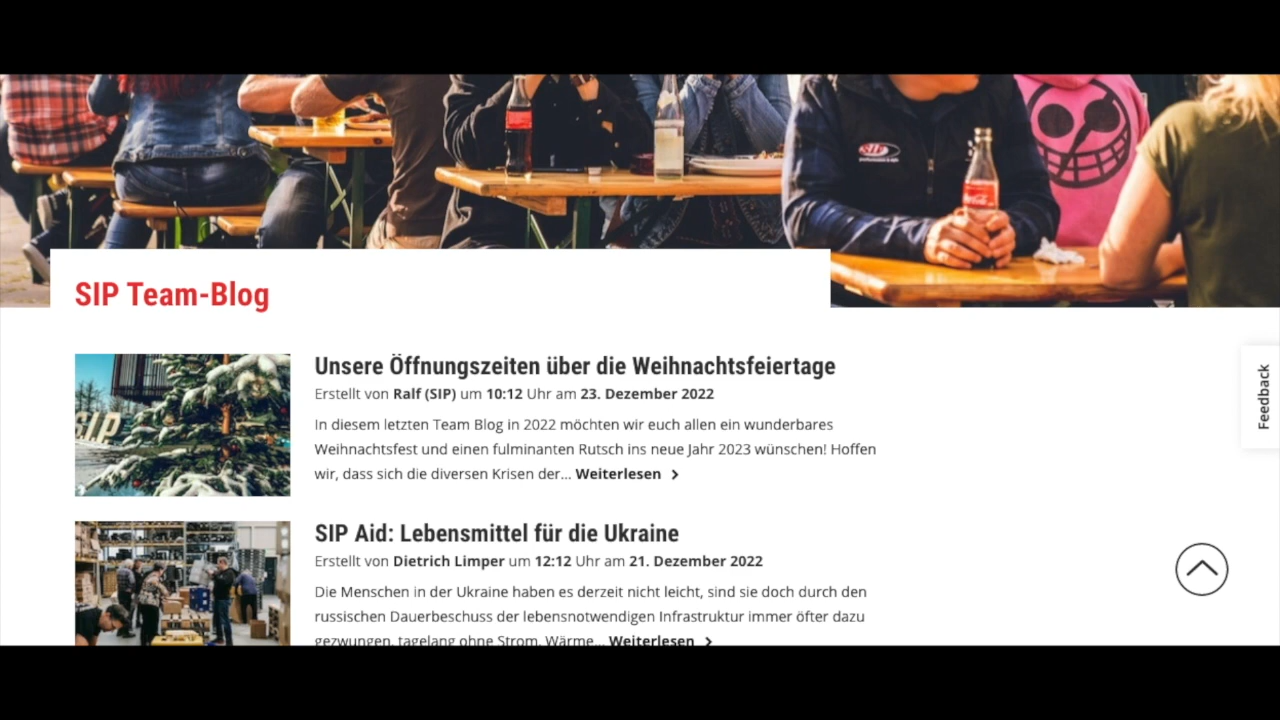 SIP
SIP Team-Blog
Unsere Öffnungszeiten über die Weihnachtsfeiertage
Erstellt von Ralf (SIP) um 10:12 Uhr am 23. Dezember 2022
In diesem letzten Team Blog in 2022 möchten wir euch allen ein wunderbares
Weihnachtsfest und einen fulminanten Rutsch ins neue Jahr 2023 wünschen! Hoffen
wir, dass sich die diversen Krisen der... Weiterlesen
SIP
SIP Aid: Lebensmittel für die Ukraine
Erstellt von Dietrich Limper um 12:12 Uhr am 21. Dezember 2022
Die Menschen in der Ukraine haben es derzeit nicht leicht, sind sie doch durch den
russischen Dauerbeschuss der lebensnotwendigen Infrastruktur immer öfter dazu
gezwungen, tagelang ohne Strom, Wärme... Weiterlesen
Feedback